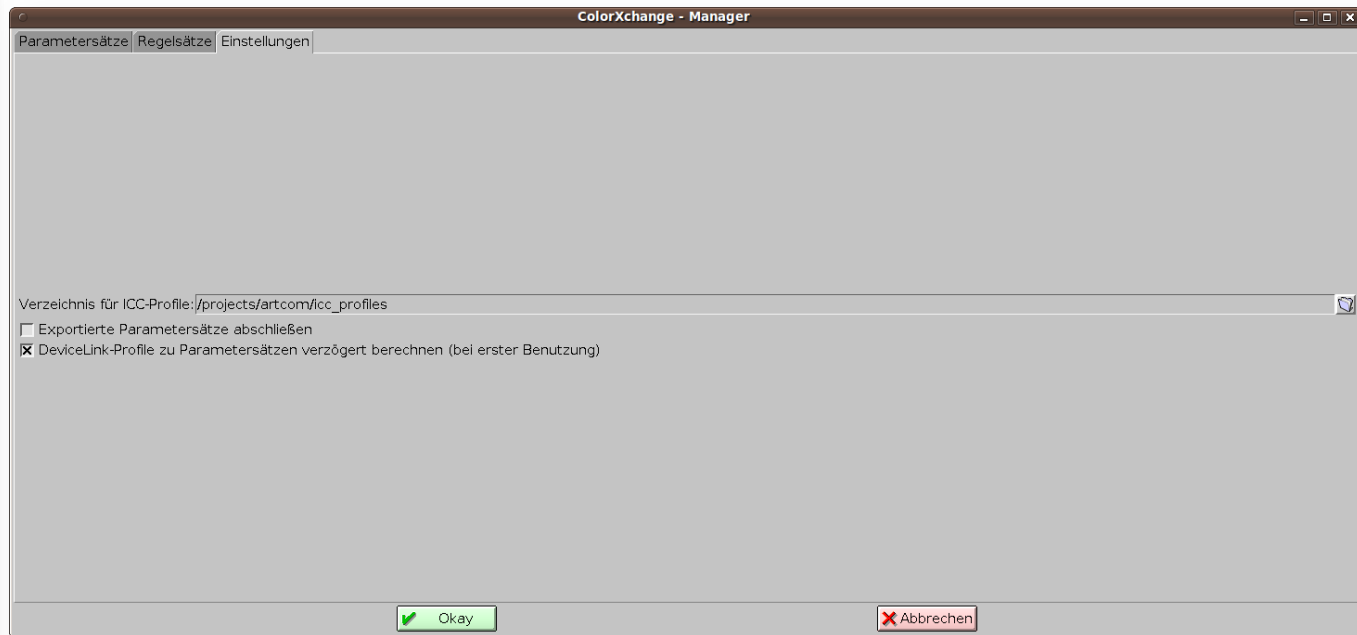 ColorXchange - Manager
Parametersätze Regelsätze Einstellungen
Verzeichnis für ICC-Profile: /projects/artcom/icc_profiles
Exportierte Parametersätze abschließen
DeviceLink-Profile zu Parametersätzen verzögert berechnen (bei erster Benutzung)
Okay Abbrechen